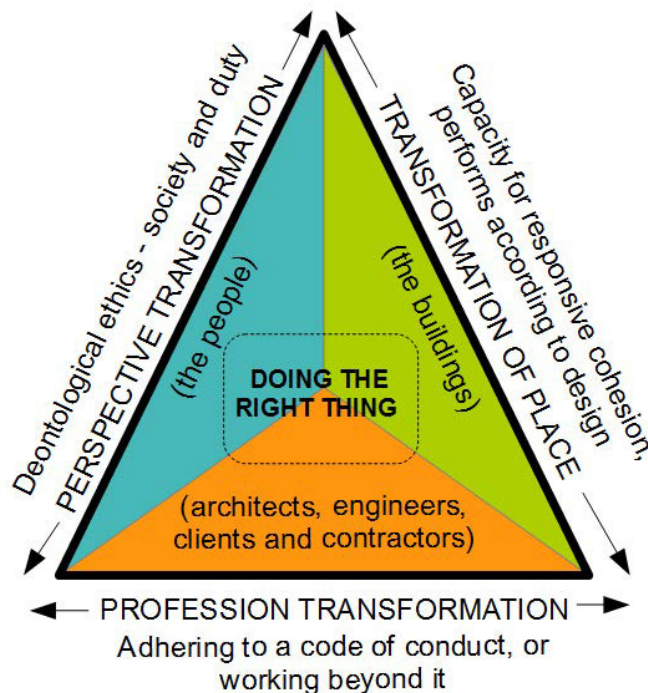 Deontological ethics - society and duty
PERSPECTIVE TRANSFORMATION
(the people)
Capacity for responsive cohesion,
performs according to design
TRANSFORMATION OF PLACE
(the buildings)
DOING THE
RIGHT THING
(architects, engineers,
clients and contractors)
PROFESSION TRANSFORMATION
Adhering to a code of conduct, or
working beyond it